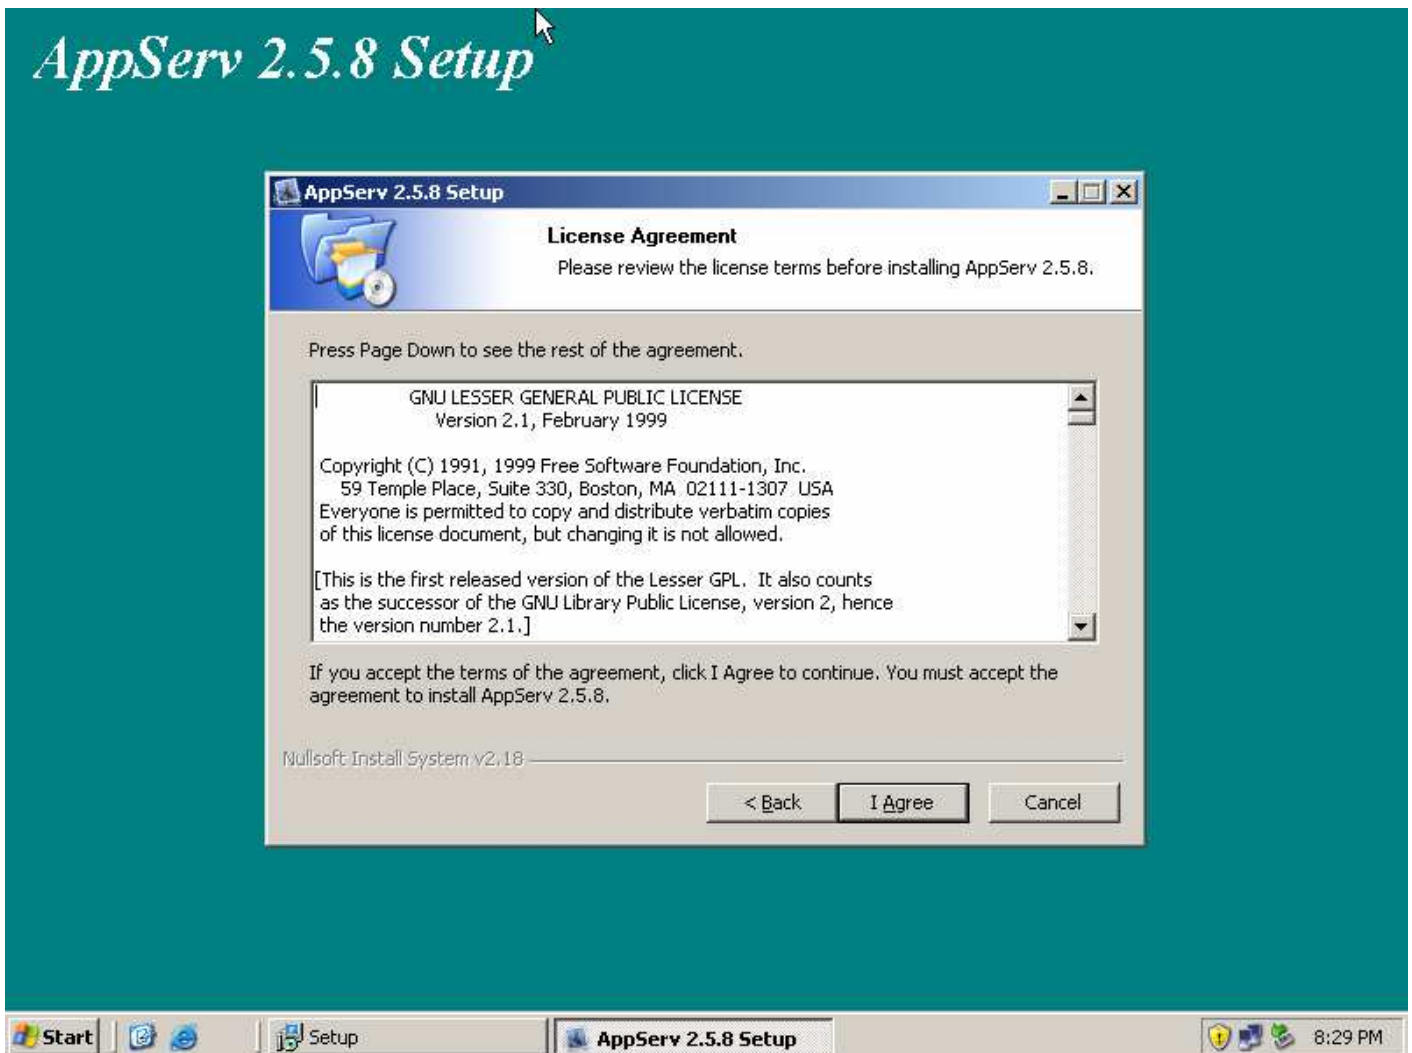 AppServ 2.5.8 Setup
AppServ 2.5.8 Setup
License Agreement
Please review the license terms before installing AppServ 2.5.8.
Press Page Down to see the rest of the agreement.
GNU LESSER GENERAL PUBLIC LICENSE
Version 2.1, February 1999
Copyright (C) 1991, 1999 Free Software Foundation, Inc.
59 Temple Place, Suite 330, Boston, MA 02111-1307 USA
Everyone is permitted to copy and distribute verbatim copies
of this license document, but changing it is not allowed.
[This is the first released version of the Lesser GPL. It also counts
as the successor of the GNU Library Public License, version 2, hence
the version number 2.1.]
If you accept the terms of the agreement, click I Agree to continue. You must accept the
agreement to install AppServ 2.5.8.
Nullsoft Install System v2.18
< Back I Agree Cancel
Start Setup AppServ 2.5.8 Setup 8:29 PM